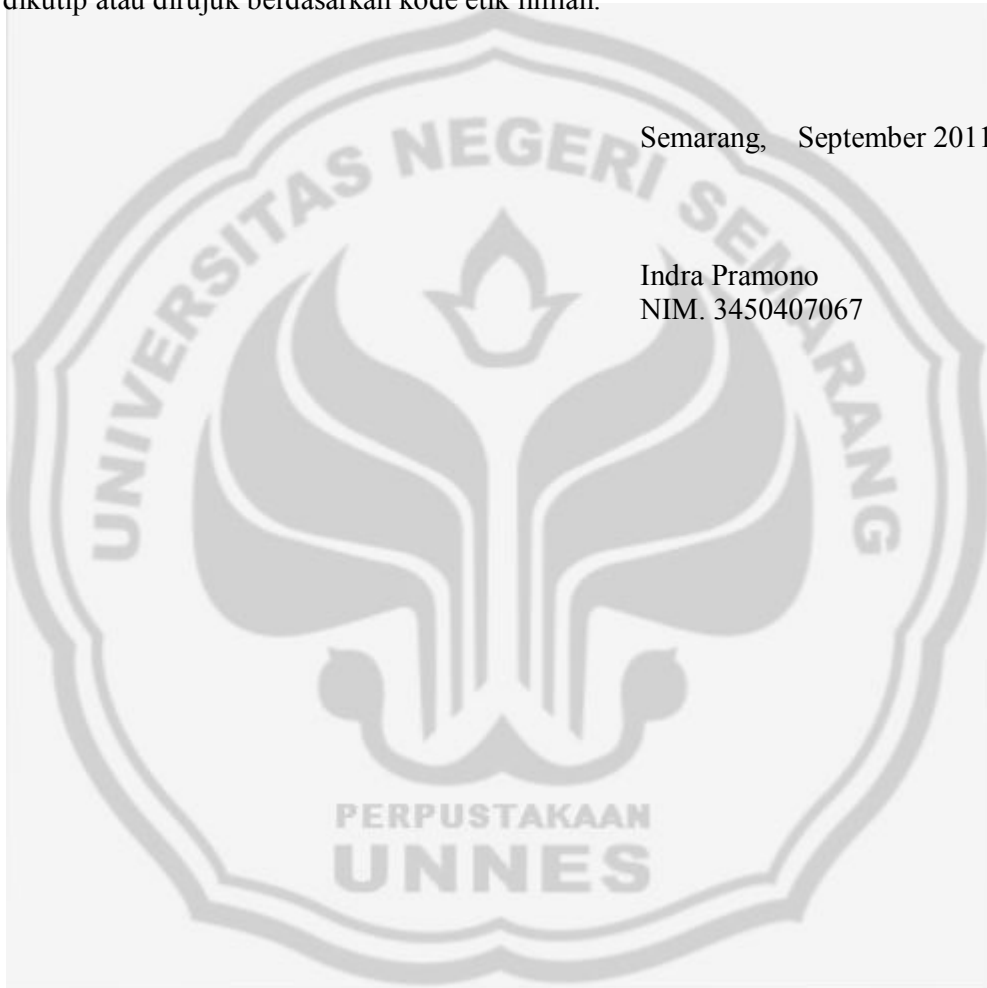 dikutip atau dirujuk berdasarkan kode etik ilmiah.
Semarang, September 2011
Indra Pramono
NIM. 3450407067
UNIVERSITAS NEGERI SEMARANG
PERPUSTAKAAN
UNNES